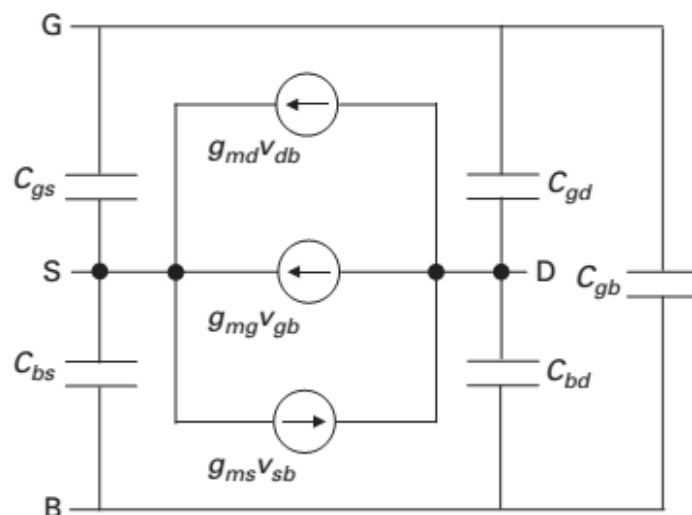 G
g_md v_db
C_gs
C_gd
S
D
C_gb
g_mg v_gb
C_bs
C_bd
g_ms v_sb
B